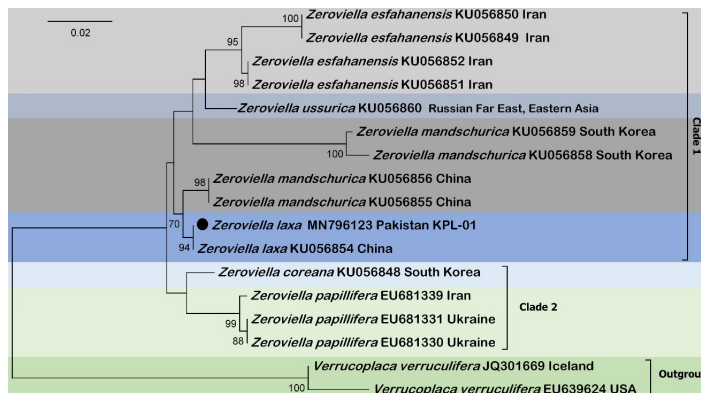 100
Zeroviella esfahanensis KU056850 Iran
0.02
Zeroviella esfahanensis KU056849 Iran
95
Zeroviella esfahanensis KU056852 Iran
98
Zeroviella esfahanensis KU056851 Iran
Zeroviella ussurica KU056860 Russian Far East, Eastern Asia
Clade 1
Zeroviella mandschurica KU056859 South Korea
100
Zeroviella mandschurica KU056858 South Korea
98
Zeroviella mandschurica KU056856 China
Zeroviella mandschurica KU056855 China
70
Zeroviella laxa MN796123 Pakistan KPL-01
94
Zeroviella laxa KU056854 China
Zeroviella coreana KU056848 South Korea
Zeroviella papillifera EU681339 Iran
Clade 2
99
Zeroviella papillifera EU681331 Ukraine
88
Zeroviella papillifera EU681330 Ukraine
Verrucoplaca verruculifera JQ301669 Iceland
Outgrou
100
Verrucoplaca verruculifera EU639624 USA